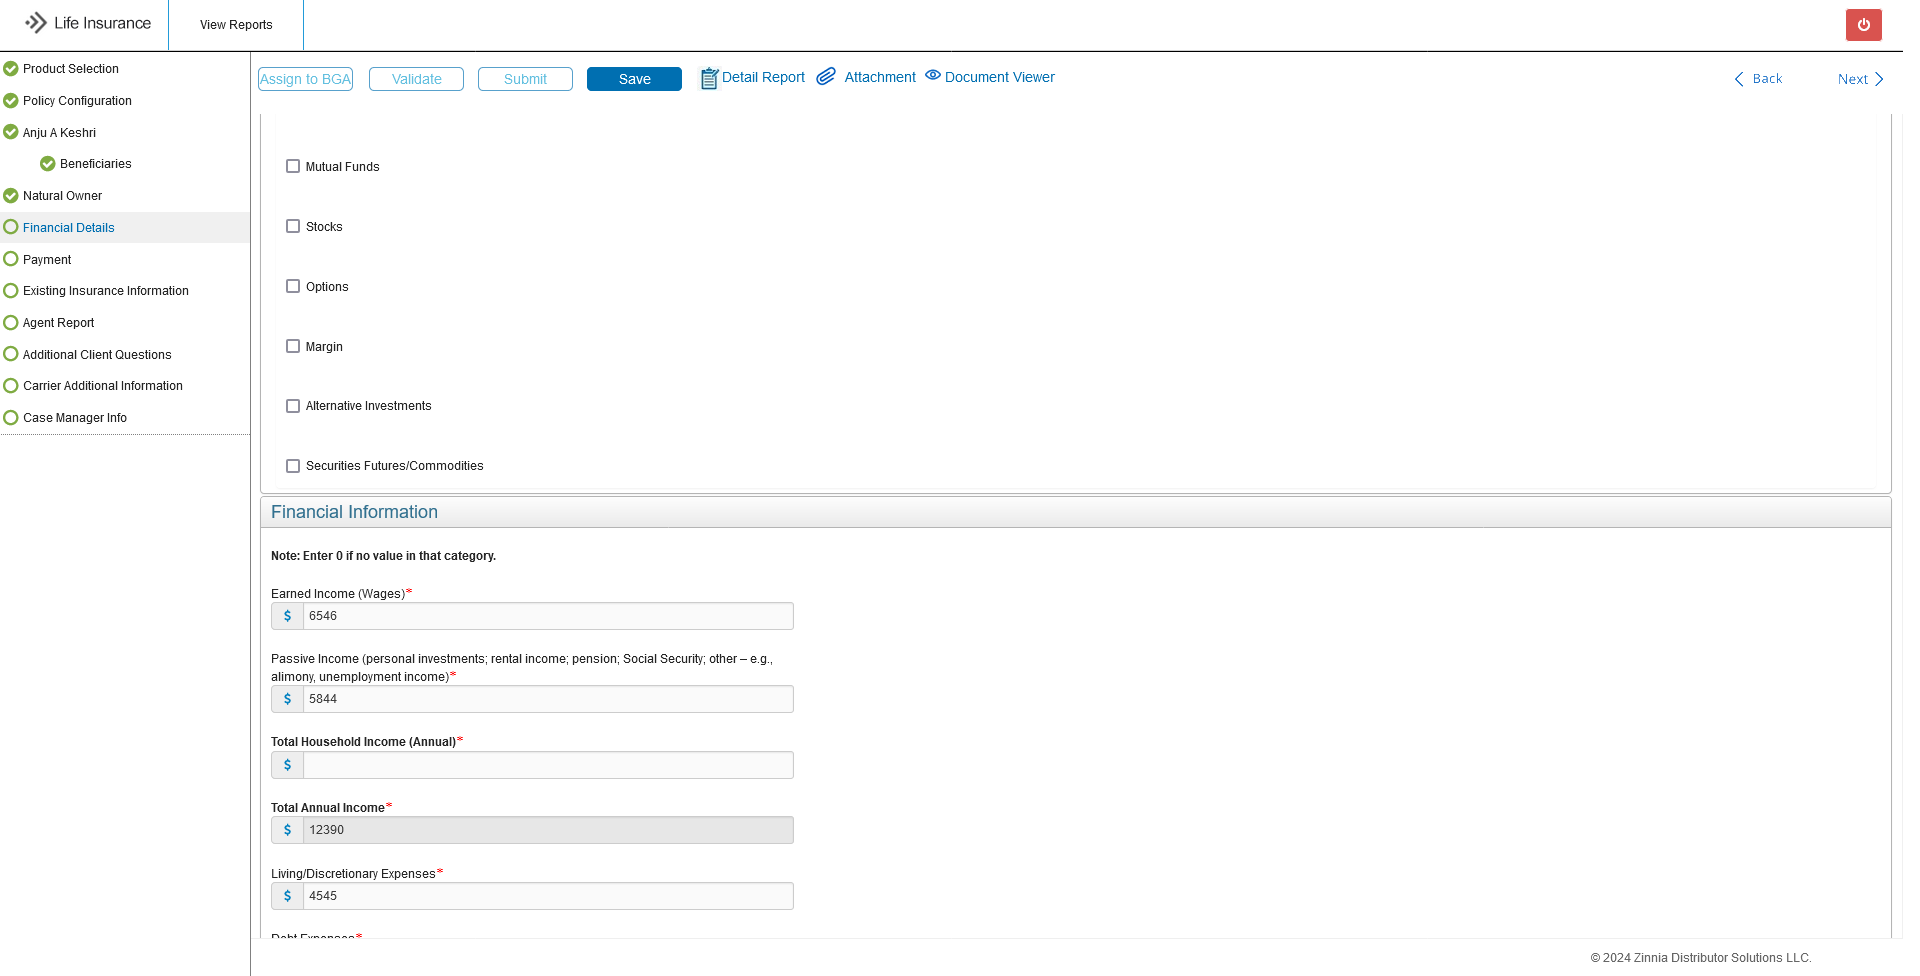 Life Insurance
View Reports
Product Selection
Policy Configuration
Anju A Keshri
Beneficiaries
Natural Owner
Financial Details
Payment
Existing Insurance Information
Agent Report
Additional Client Questions
Carrier Additional Information
Case Manager Info
Assign to BGA
Validate
Submit
Save
Detail Report
Attachment
Document Viewer
Back
Next
Mutual Funds
Stocks
Options
Margin
Alternative Investments
Securities Futures/Commodities
Financial Information
Note: Enter 0 if no value in that category.
Earned Income (Wages)*
$ 6546
Passive Income (personal investments; rental income; pension; Social Security; other – e.g.,
alimony, unemployment income)*
$ 5844
Total Household Income (Annual)*
$
Total Annual Income*
$ 12390
Living/Discretionary Expenses*
$ 4545
Debt Expenses*
© 2024 Zinnia Distributor Solutions LLC.